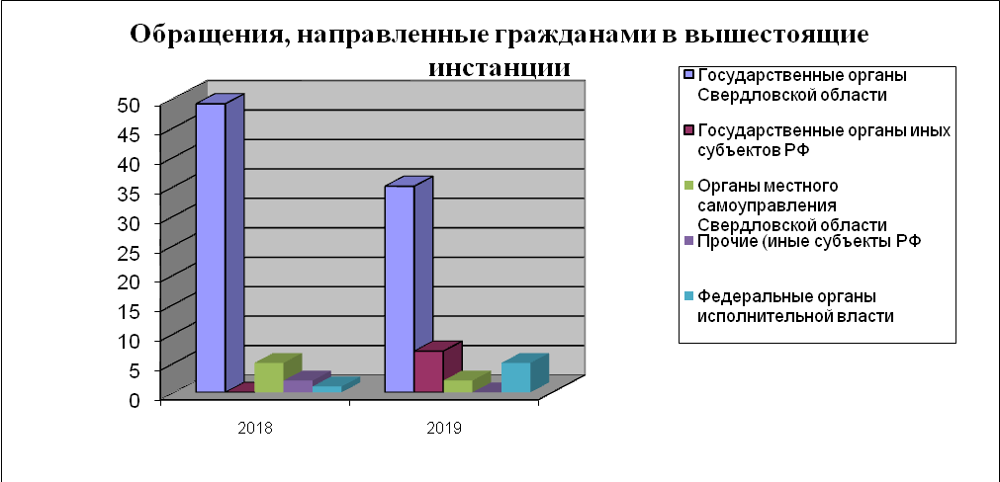 Обращения, направленные гражданами в вышестоящие
инстанции
50
45
40
35
30
25
20
15
10
5
0
2018
2019
Государственные органы
Свердловской области
Государственные органы иных
субъектов РФ
Органы местного
самоуправления
Свердловской области
Прочие (иные субъекты РФ
Федеральные органы
исполнительной власти